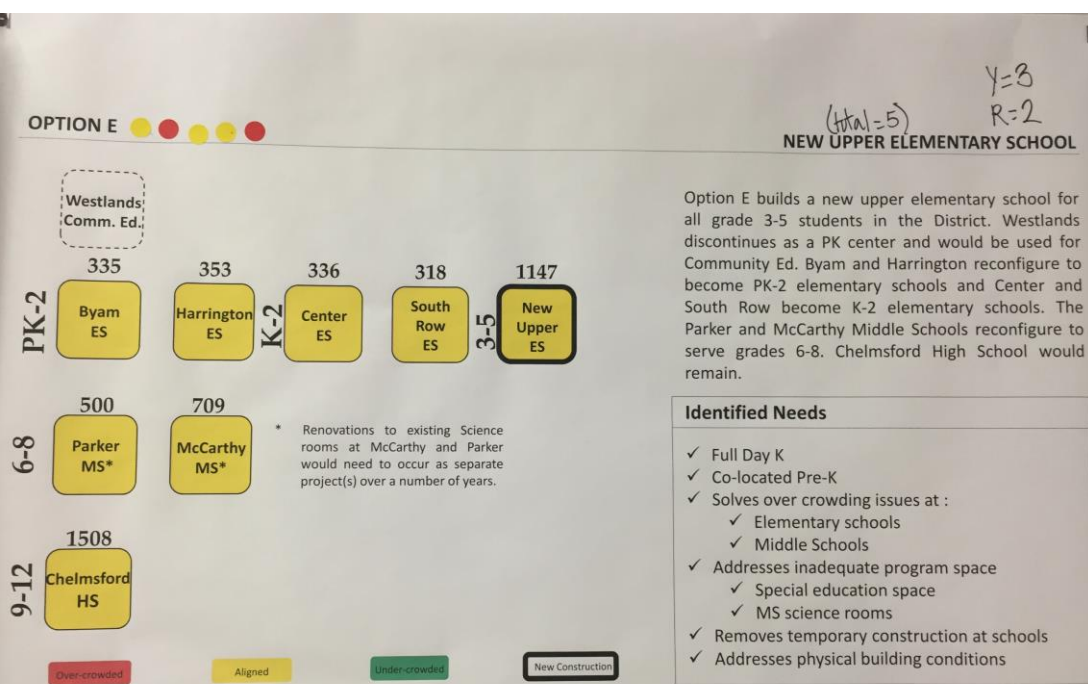 Y=3
(total=5) R=2
OPTION E
NEW UPPER ELEMENTARY SCHOOL
Westlands
Comm. Ed.
335 353 336 318 1147
PK-2
Byam
ES
Harrington
ES
K-2
Center
ES
South
Row
ES
3-5
New
Upper
ES
500 709
6-8
Parker
MS*
McCarthy
MS*
* Renovations to existing Science
rooms at McCarthy and Parker
would need to occur as separate
project(s) over a number of years.
1508
9-12
Chelmsford
HS
Over-crowded
Aligned
Under-crowded
New Construction
Option E builds a new upper elementary school for
all grade 3-5 students in the District. Westlands
discontinues as a PK center and would be used for
Community Ed. Byam and Harrington reconfigure to
become PK-2 elementary schools and Center and
South Row become K-2 elementary schools. The
Parker and McCarthy Middle Schools reconfigure to
serve grades 6-8. Chelmsford High School would
remain.
Identified Needs
✓ Full Day K
✓ Co-located Pre-K
✓ Solves over crowding issues at :
✓ Elementary schools
✓ Middle Schools
✓ Addresses inadequate program space
✓ Special education space
✓ MS science rooms
✓ Removes temporary construction at schools
✓ Addresses physical building conditions